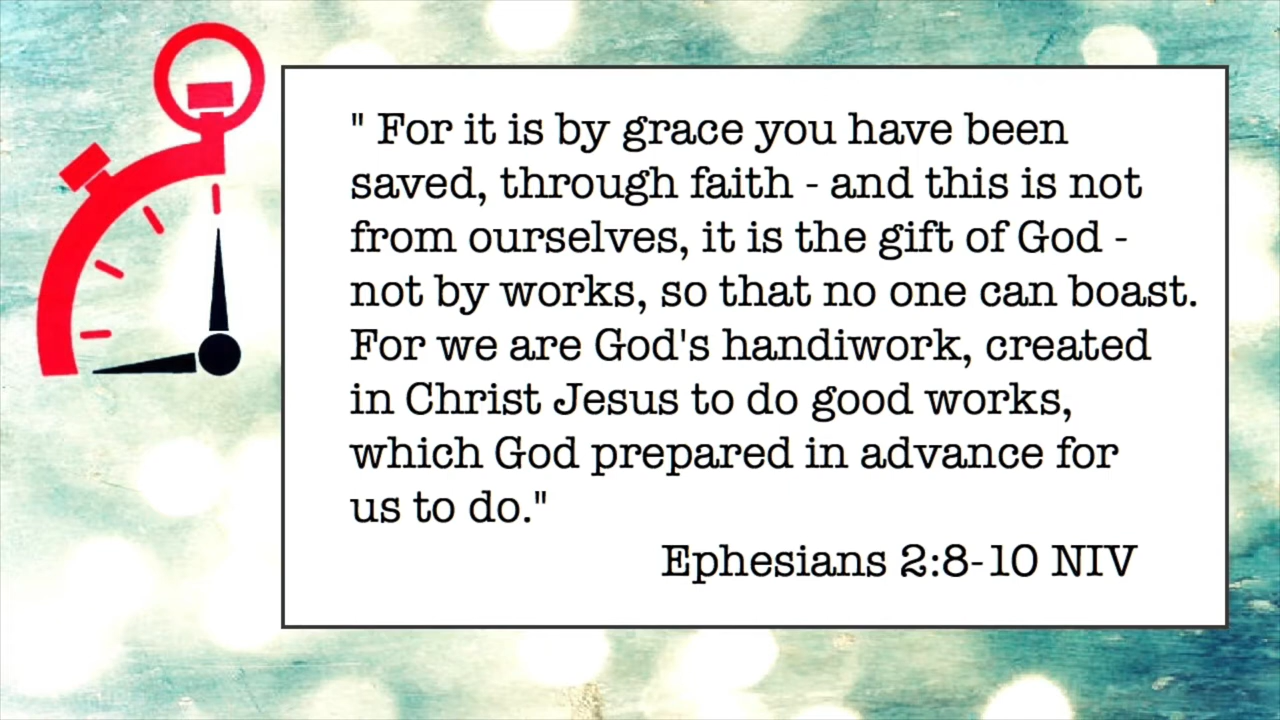 " For it is by grace you have been
saved, through faith - and this is not
from ourselves, it is the gift of God -
not by works, so that no one can boast.
For we are God's handiwork, created
in Christ Jesus to do good works,
which God prepared in advance for
us to do."
Ephesians 2:8-10 NIV